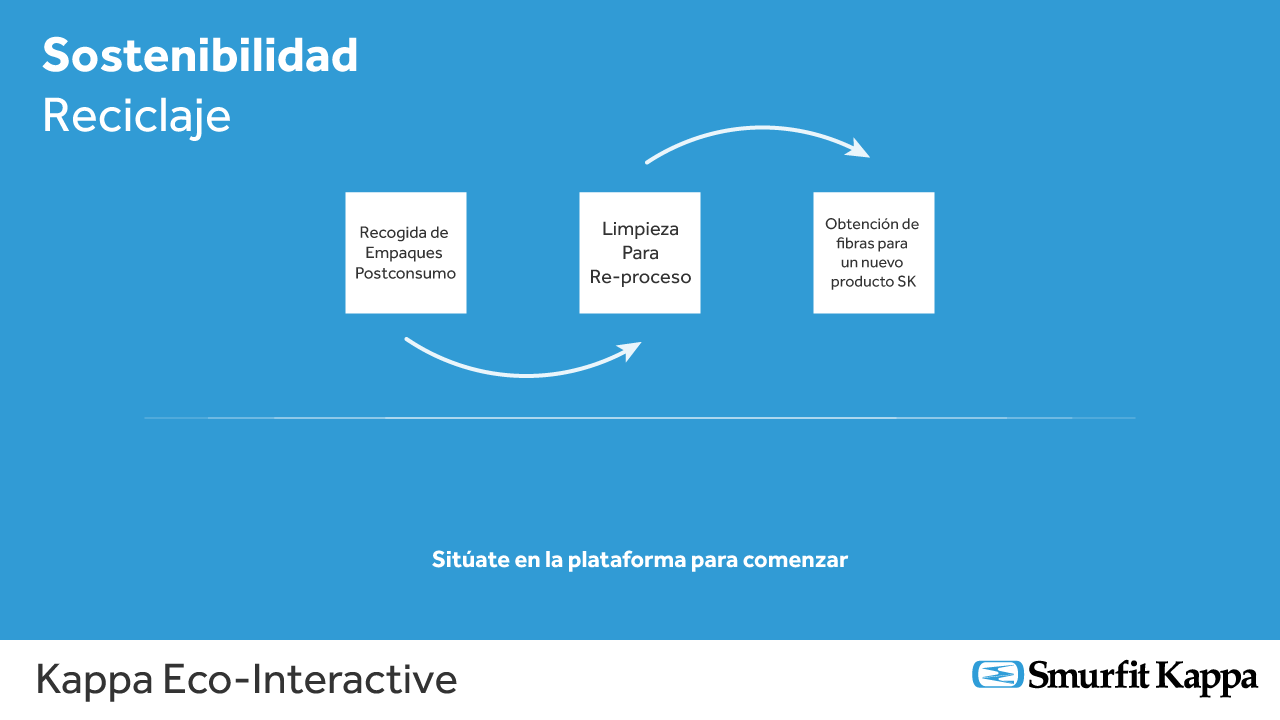 Sostenibilidad
Reciclaje
Recogida de
Empaques
Postconsumo
Limpieza
Para
Re-proceso
Obtención de
fibras para
un nuevo
producto SK
Sitúate en la plataforma para comenzar
Kappa Eco-Interactive
Smurfit Kappa